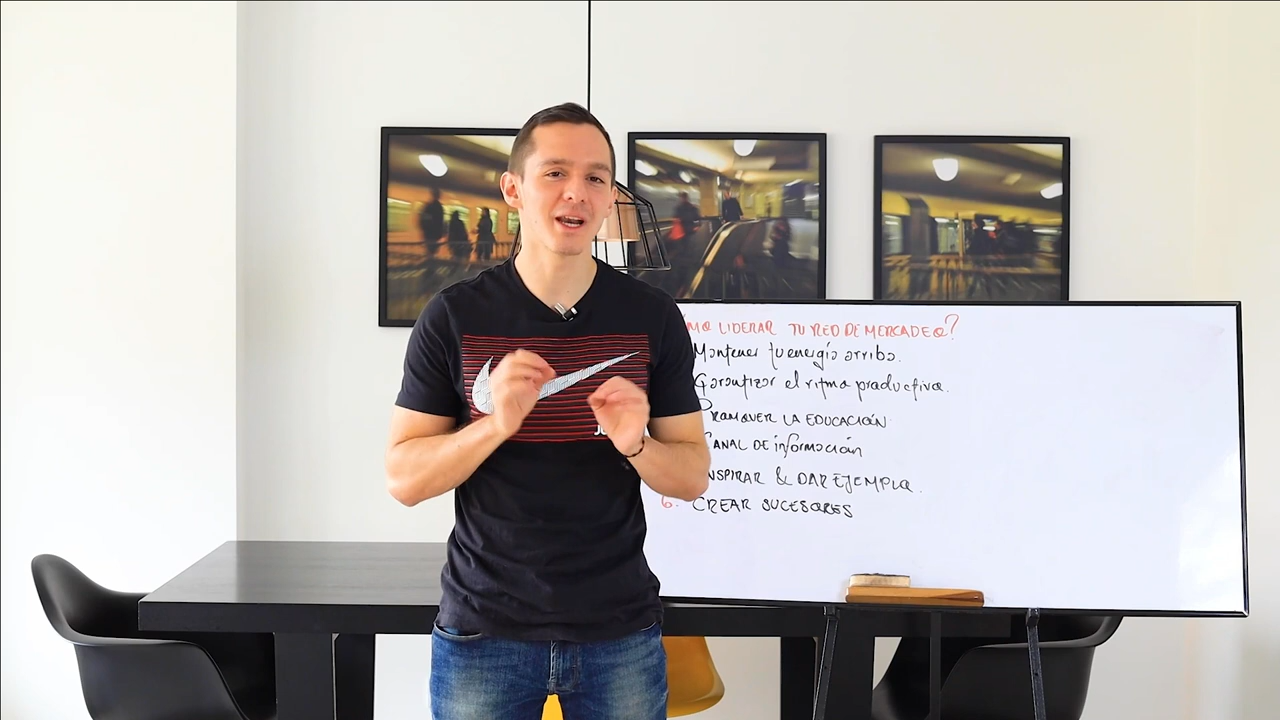 MO LIDERAR TU RED DE MERCADEO?
Mantener tu energía arriba.
Garantizar el ritmo productivo.
PROMOVER LA EDUCACIÓN
CANAL DE información
INSPIRAR & DAR EJEMPLO.
6. CREAR SUCESORES